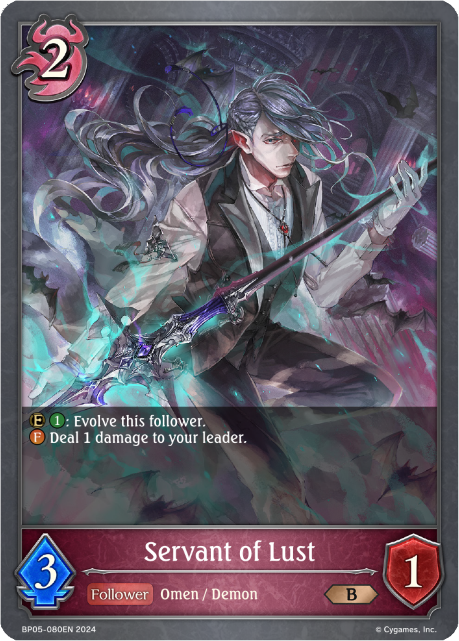 2
E 1: Evolve this follower.
F Deal 1 damage to your leader.
Servant of Lust
3
Follower Omen / Demon B
1
BP05-080EN 2024 © Cygames, Inc.